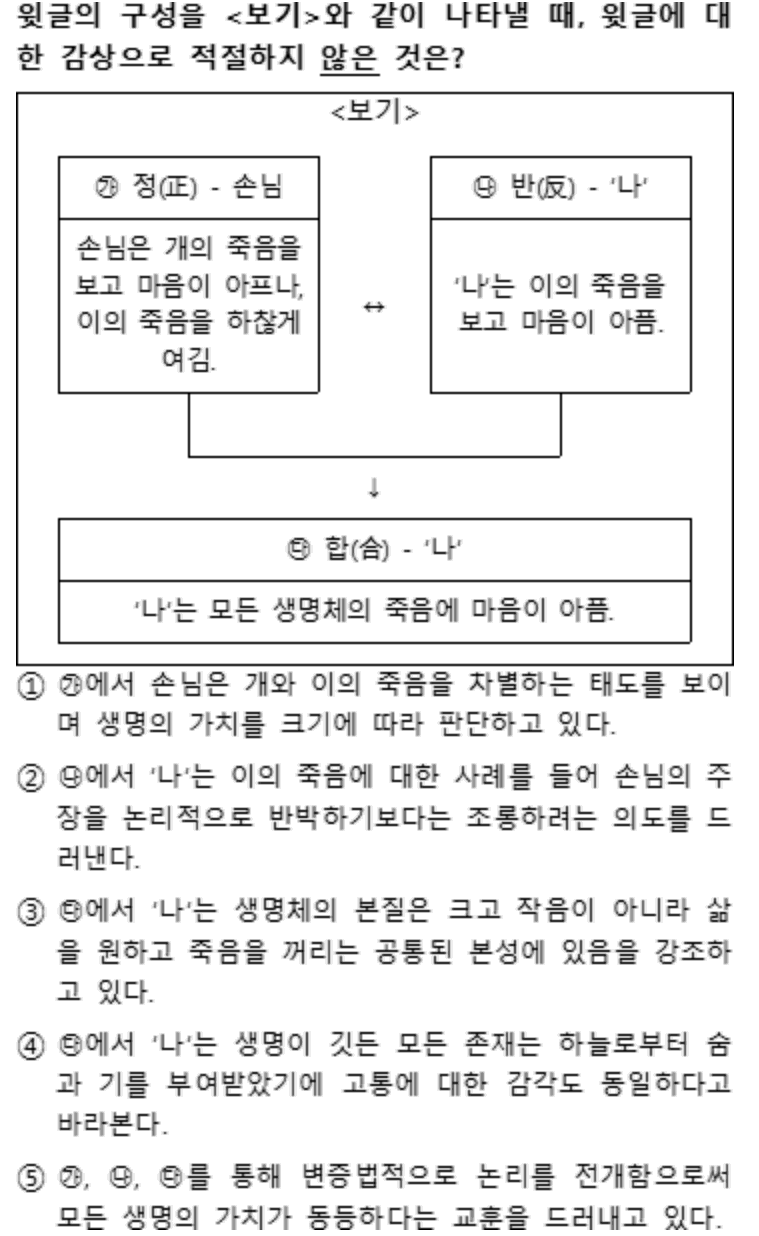 윗글의 구성을 <보기>와 같이 나타낼 때, 윗글에 대
한 감상으로 적절하지 않은 것은?
<보기>
㉮ 정(正) - 손님
손님은 개의 죽음을
보고 마음이 아프나,
이의 죽음을 하찮게
여김.
↔
㉯ 반(反) - '나'
'나'는 이의 죽음을
보고 마음이 아픔.
↓
㉰ 합(合) - '나'
'나'는 모든 생명체의 죽음에 마음이 아픔.
① ㉮에서 손님은 개와 이의 죽음을 차별하는 태도를 보이
며 생명의 가치를 크기에 따라 판단하고 있다.
② ㉯에서 '나'는 이의 죽음에 대한 사례를 들어 손님의 주
장을 논리적으로 반박하기보다는 조롱하려는 의도를 드
러낸다.
③ ㉰에서 '나'는 생명체의 본질은 크고 작음이 아니라 삶
을 원하고 죽음을 꺼리는 공통된 본성에 있음을 강조하
고 있다.
④ ㉰에서 '나'는 생명이 깃든 모든 존재는 하늘로부터 숨
과 기를 부여받았기에 고통에 대한 감각도 동일하다고
바라본다.
⑤ ㉮, ㉯, ㉰를 통해 변증법적으로 논리를 전개함으로써
모든 생명의 가치가 동등하다는 교훈을 드러내고 있다.